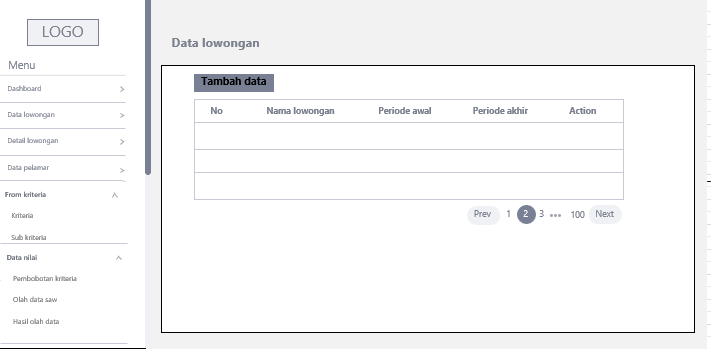 LOGO
Menu
Dashboard
Data lowongan
Detail lowongan
Data pelamar
From kriteria
Kriteria
Sub kriteria
Data nilai
Pembobotan kriteria
Olah data saw
Hasil olah data
Data lowongan
Tambah data
No Nama lowongan Periode awal Periode akhir Action
Prev 1 2 3 ••• 100 Next